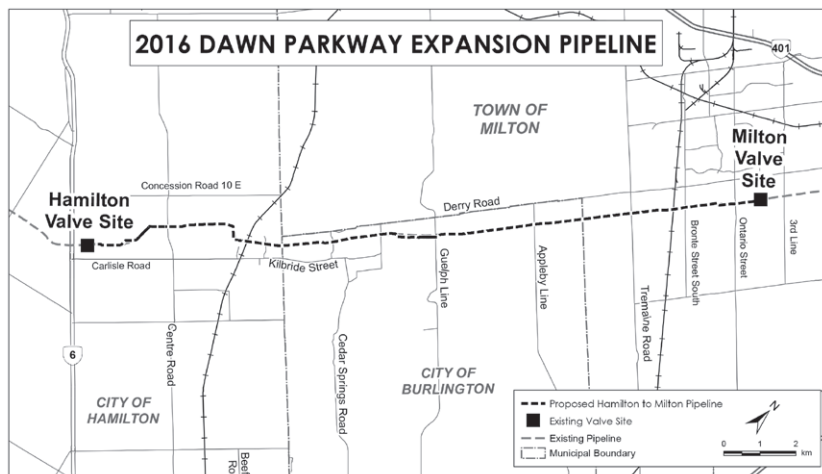 2016 DAWN PARKWAY EXPANSION PIPELINE
401
TOWN OF
MILTON
Milton
Valve
Site
Concession Road 10 E
Hamilton
Valve Site
Derry Road
Carlisle Road
Kilbride Street
Guelph Line
Appleby Line
Tremaine Road
Bronte Street South
Ontario Street
3rd Line
Centre Road
Cedar Springs Road
6
CITY OF
HAMILTON
CITY OF
BURLINGTON
Proposed Hamilton to Milton Pipeline
Existing Valve Site
Existing Pipeline
Municipal Boundary
N
0 1 2
km